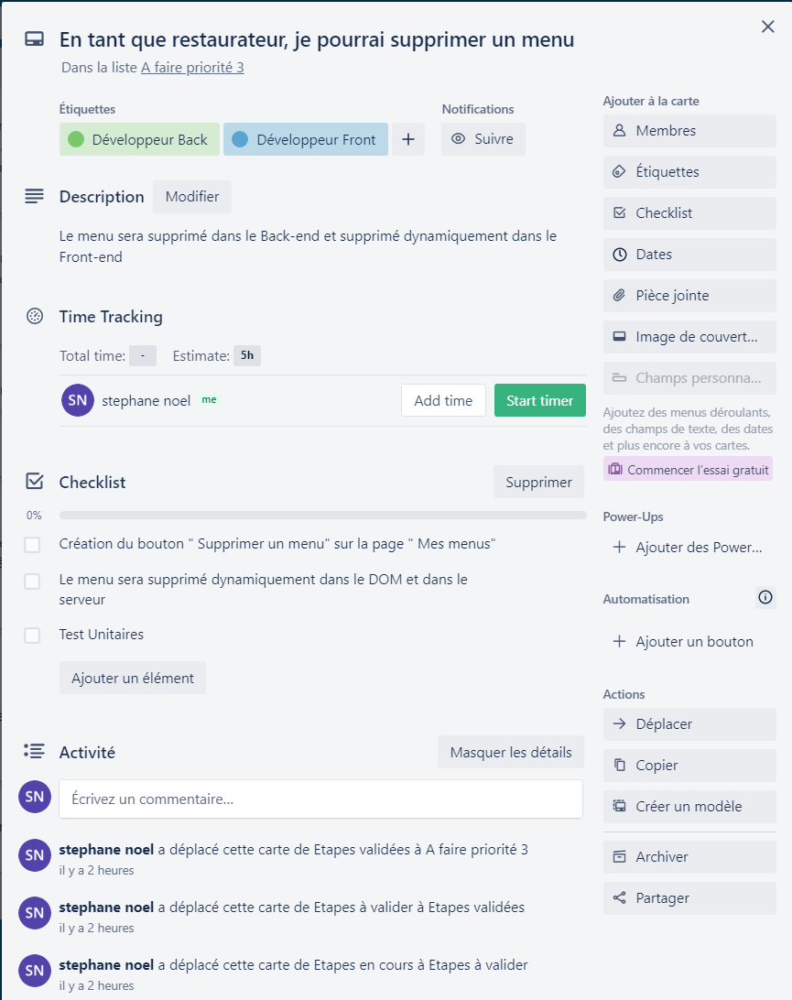 En tant que restaurateur, je pourrai supprimer un menu
Dans la liste A faire priorité 3
Étiquettes
Développeur Back
Développeur Front
+
Notifications
Suivre
Description
Modifier
Le menu sera supprimé dans le Back-end et supprimé dynamiquement dans le
Front-end
Time Tracking
Total time: -
Estimate: 5h
SN
stephane noel me
Add time
Start timer
Checklist
Supprimer
0%
Création du bouton " Supprimer un menu" sur la page " Mes menus"
Le menu sera supprimé dynamiquement dans le DOM et dans le
serveur
Test Unitaires
Ajouter un élément
Activité
Masquer les détails
SN
Écrivez un commentaire...
SN
stephane noel a déplacé cette carte de Etapes validées à A faire priorité 3
il y a 2 heures
SN
stephane noel a déplacé cette carte de Etapes à valider à Etapes validées
il y a 2 heures
SN
stephane noel a déplacé cette carte de Etapes en cours à Etapes à valider
il y a 2 heures
Ajouter à la carte
Membres
Étiquettes
Checklist
Dates
Pièce jointe
Image de couvert...
Champs personna...
Ajoutez des menus déroulants,
des champs de texte, des dates
et plus encore à vos cartes.
Commencer l'essai gratuit
Power-Ups
+ Ajouter des Power...
Automatisation
+ Ajouter un bouton
Actions
Déplacer
Copier
Créer un modèle
Archiver
Partager